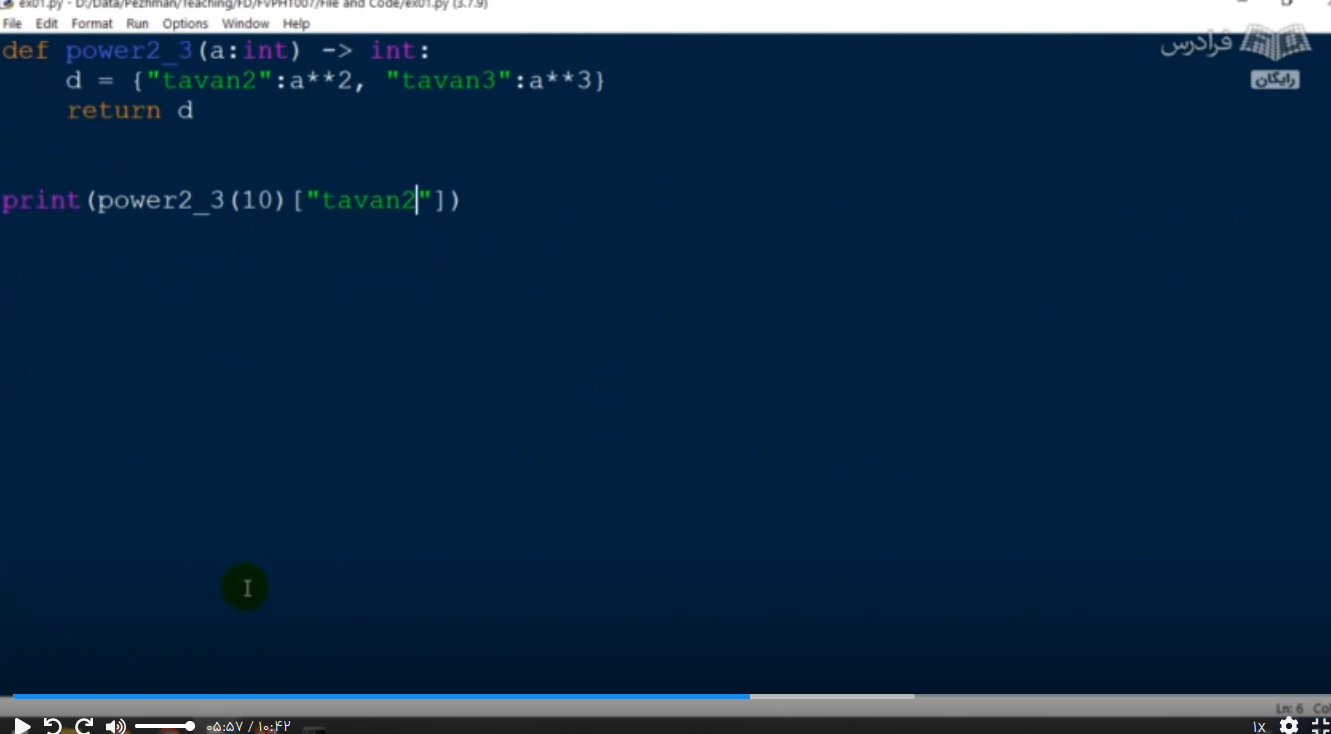 ex01.py - D:/Data/Pezhman/Teaching/FD/FVPHT007/File and Code/ex01.py (3.7.9)
File Edit Format Run Options Window Help
def power2_3(a:int) -> int:
    d = {"tavan2":a**2, "tavan3":a**3}
    return d
print(power2_3(10)["tavan2"])
فرادرس
رایگان
Ln: 6 Col
۰۵:۵۷ / ۱۰:۴۲
۱x